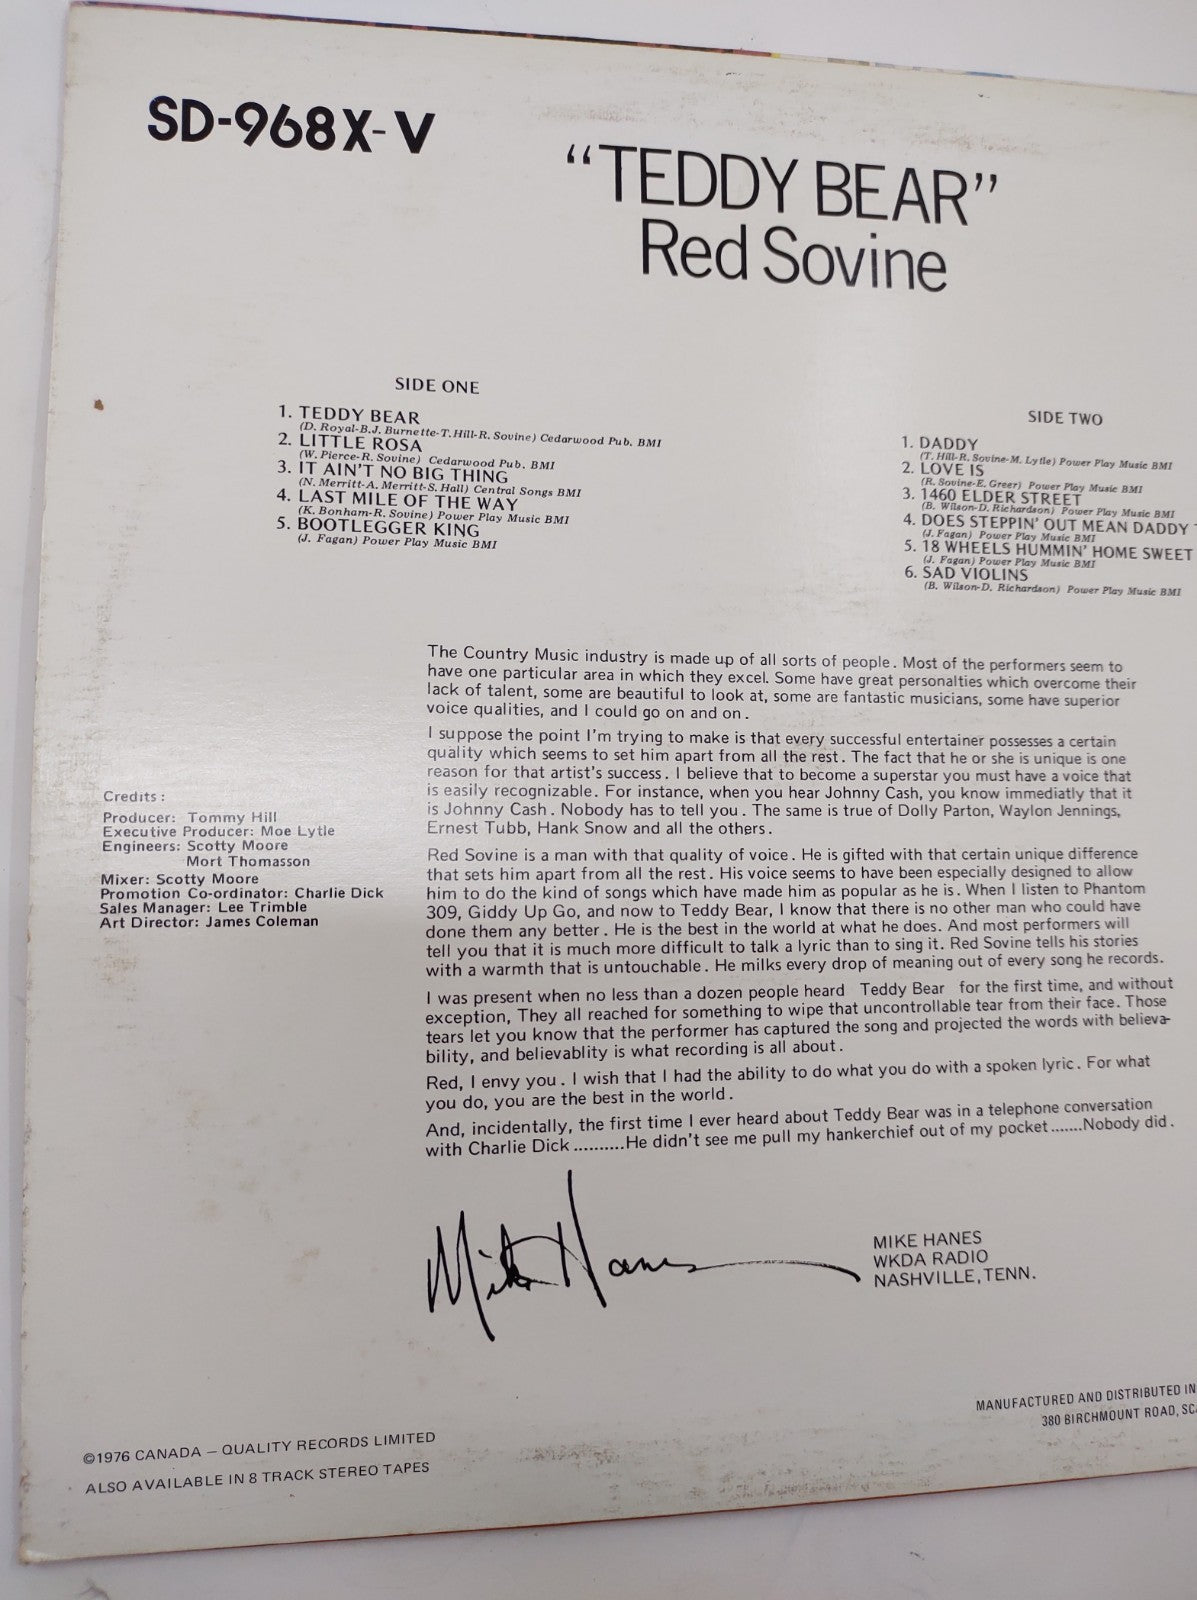 SD-968X-V
“TEDDY BEAR”
Red Sovine
SIDE ONE
1. TEDDY BEAR
(D. Royal-B.J. Burnette-T. Hill-R. Sovine) Cedarwood Pub. BMI
2. LITTLE ROSA
(W. Pierce-R. Sovine) Cedarwood Pub. BMI
3. IT AIN'T NO BIG THING
(N. Merritt-A. Merritt-S. Hall) Central Songs BMI
4. LAST MILE OF THE WAY
(K. Bonham-R. Sovine) Power Play Music BMI
5. BOOTLEGGER KING
(J. Fagan) Power Play Music BMI
SIDE TWO
1. DADDY
(T. Hill-R. Sovine-M. Lytle) Power Play Music BMI
2. LOVE IS
(R. Sovine-E. Greer) Power Play Music BMI
3. 1460 ELDER STREET
(B. Wilson-D. Richardson) Power Play Music BMI
4. DOES STEPPIN' OUT MEAN DADDY
(J. Fagan) Power Play Music BMI
5. 18 WHEELS HUMMIN' HOME SWEET
(J. Fagan) Power Play Music BMI
6. SAD VIOLINS
(B. Wilson-D. Richardson) Power Play Music BMI
The Country Music industry is made up of all sorts of people. Most of the performers seem to
have one particular area in which they excel. Some have great personalties which overcome their
lack of talent, some are beautiful to look at, some are fantastic musicians, some have superior
voice qualities, and I could go on and on.
I suppose the point I'm trying to make is that every successful entertainer possesses a certain
quality which seems to set him apart from all the rest. The fact that he or she is unique is one
reason for that artist's success. I believe that to become a superstar you must have a voice that
is easily recognizable. For instance, when you hear Johnny Cash, you know immediatly that it
is Johnny Cash. Nobody has to tell you. The same is true of Dolly Parton, Waylon Jennings,
Ernest Tubb, Hank Snow and all the others.
Red Sovine is a man with that quality of voice. He is gifted with that certain unique difference
that sets him apart from all the rest. His voice seems to have been especially designed to allow
him to do the kind of songs which have made him as popular as he is. When I listen to Phantom
309, Giddy Up Go, and now to Teddy Bear, I know that there is no other man who could have
done them any better. He is the best in the world at what he does. And most performers will
tell you that it is much more difficult to talk a lyric than to sing it. Red Sovine tells his stories
with a warmth that is untouchable. He milks every drop of meaning out of every song he records.
I was present when no less than a dozen people heard Teddy Bear for the first time, and without
exception, They all reached for something to wipe that uncontrollable tear from their face. Those
tears let you know that the performer has captured the song and projected the words with believa-
bility, and believablity is what recording is all about.
Red, I envy you. I wish that I had the ability to do what you do with a spoken lyric. For what
you do, you are the best in the world.
And, incidentally, the first time I ever heard about Teddy Bear was in a telephone conversation
with Charlie Dick..........He didn't see me pull my hankerchief out of my pocket.......Nobody did.
Credits:
Producer: Tommy Hill
Executive Producer: Moe Lytle
Engineers: Scotty Moore
Mort Thomasson
Mixer: Scotty Moore
Promotion Co-ordinator: Charlie Dick
Sales Manager: Lee Trimble
Art Director: James Coleman
Mike Hanes
MIKE HANES
WKDA RADIO
NASHVILLE, TENN.
MANUFACTURED AND DISTRIBUTED IN
380 BIRCHMOUNT ROAD,
©1976 CANADA – QUALITY RECORDS LIMITED
ALSO AVAILABLE IN 8 TRACK STEREO TAPES